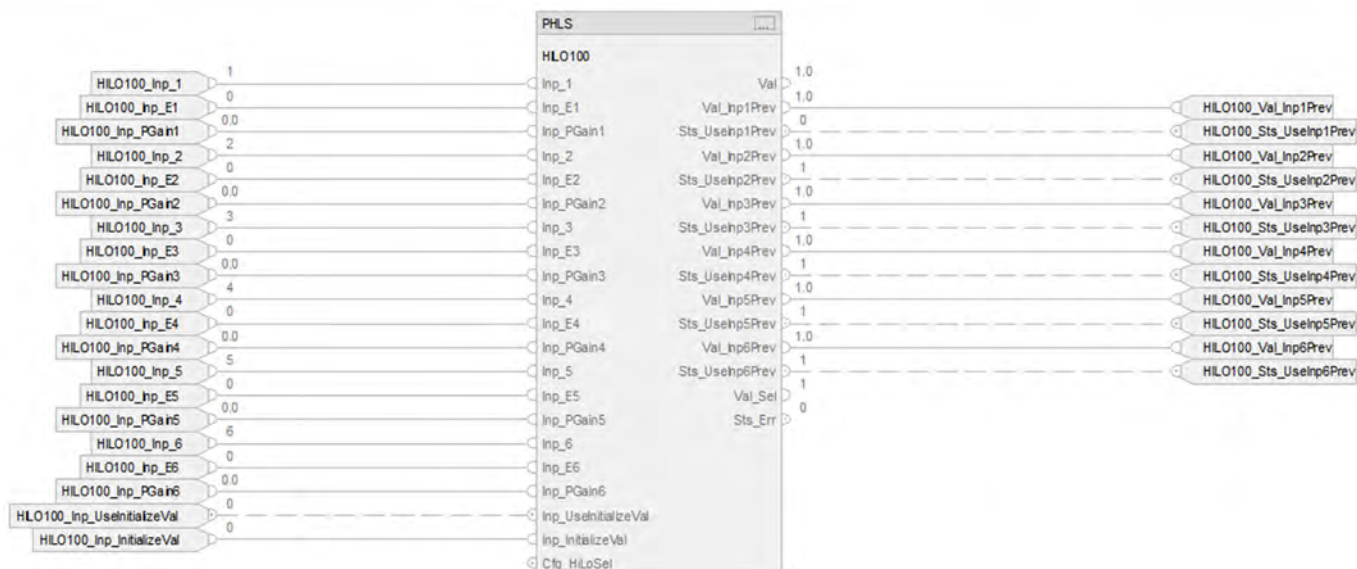 PHLS ...
HILO100
HILO100_Inp_1 1 Inp_1 Val 1.0
HILO100_Inp_E1 0 Inp_E1 Val_Inp1Prev 1.0 HILO100_Val_Inp1Prev
HILO100_Inp_PGain1 0.0 Inp_PGain1 Sts_UseInp1Prev 0 HILO100_Sts_UseInp1Prev
HILO100_Inp_2 2 Inp_2 Val_Inp2Prev 1.0 HILO100_Val_Inp2Prev
HILO100_Inp_E2 0 Inp_E2 Sts_UseInp2Prev 1 HILO100_Sts_UseInp2Prev
HILO100_Inp_PGain2 0.0 Inp_PGain2 Val_Inp3Prev 1.0 HILO100_Val_Inp3Prev
HILO100_Inp_3 3 Inp_3 Sts_UseInp3Prev 1 HILO100_Sts_UseInp3Prev
HILO100_Inp_E3 0 Inp_E3 Val_Inp4Prev 1.0 HILO100_Val_Inp4Prev
HILO100_Inp_PGain3 0.0 Inp_PGain3 Sts_UseInp4Prev 1 HILO100_Sts_UseInp4Prev
HILO100_Inp_4 4 Inp_4 Val_Inp5Prev 1.0 HILO100_Val_Inp5Prev
HILO100_Inp_E4 0 Inp_E4 Sts_UseInp5Prev 1 HILO100_Sts_UseInp5Prev
HILO100_Inp_PGain4 0.0 Inp_PGain4 Val_Inp6Prev 1.0 HILO100_Val_Inp6Prev
HILO100_Inp_5 5 Inp_5 Sts_UseInp6Prev 1 HILO100_Sts_UseInp6Prev
HILO100_Inp_E5 0 Inp_E5 Val_Sel 1
HILO100_Inp_PGain5 0.0 Inp_PGain5 Sts_Err 0
HILO100_Inp_6 6 Inp_6
HILO100_Inp_E6 0 Inp_E6
HILO100_Inp_PGain6 0.0 Inp_PGain6
HILO100_Inp_UseInitializeVal 0 Inp_UseInitializeVal
HILO100_Inp_InitializeVal 0 Inp_InitializeVal
Cfg_HiLoSel